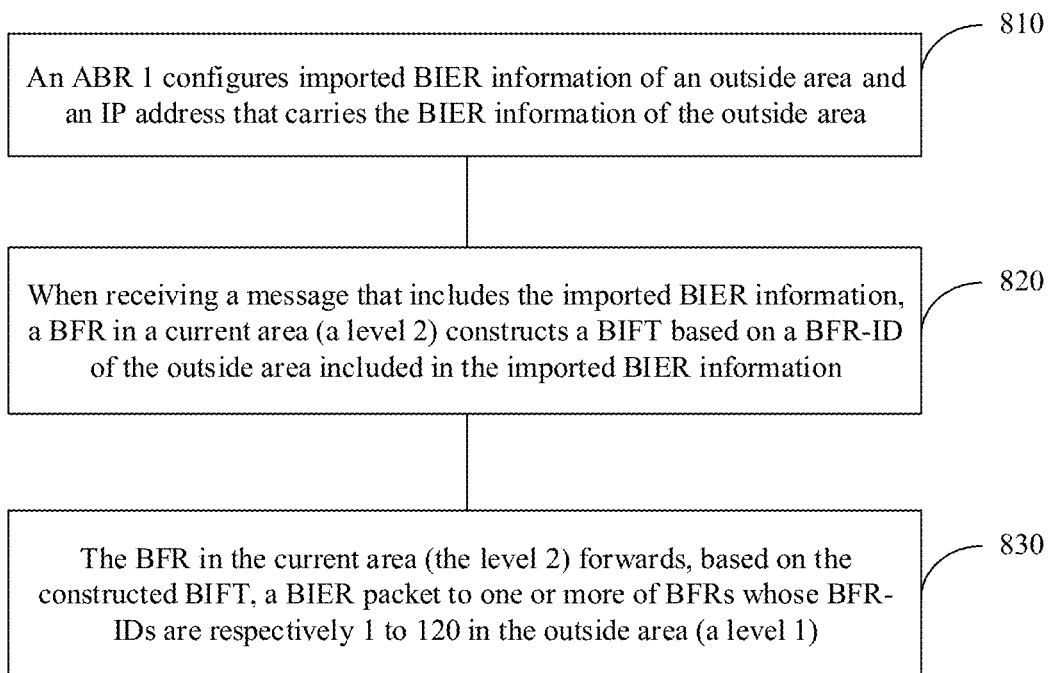 810
An ABR 1 configures imported BIER information of an outside area and
an IP address that carries the BIER information of the outside area
820
When receiving a message that includes the imported BIER information,
a BFR in a current area (a level 2) constructs a BIFT based on a BFR-ID
of the outside area included in the imported BIER information
830
The BFR in the current area (the level 2) forwards, based on the
constructed BIFT, a BIER packet to one or more of BFRs whose BFR-
IDs are respectively 1 to 120 in the outside area (a level 1)